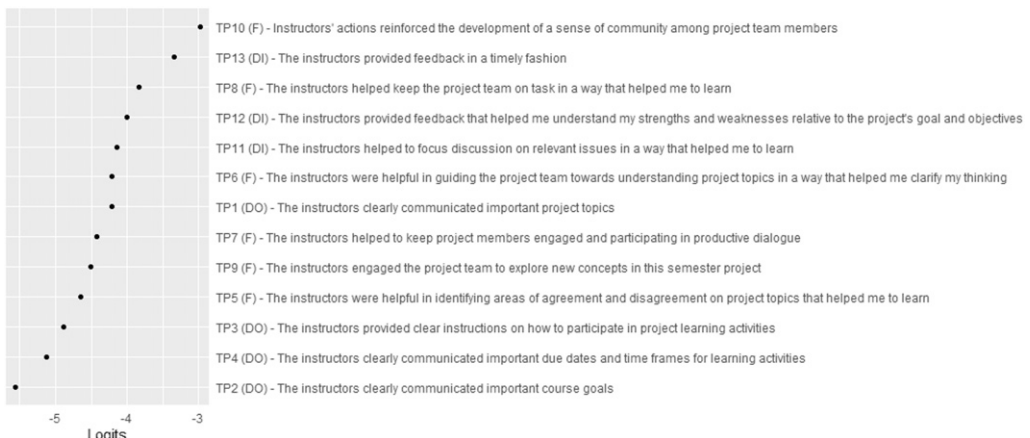 TP10 (F) - Instructors' actions reinforced the development of a sense of community among project team members
TP13 (DI) - The instructors provided feedback in a timely fashion
TP8 (F) - The instructors helped keep the project team on task in a way that helped me to learn
TP12 (DI) - The instructors provided feedback that helped me understand my strengths and weaknesses relative to the project's goal and objectives
TP11 (DI) - The instructors helped to focus discussion on relevant issues in a way that helped me to learn
TP6 (F) - The instructors were helpful in guiding the project team towards understanding project topics in a way that helped me clarify my thinking
TP1 (DO) - The instructors clearly communicated important project topics
TP7 (F) - The instructors helped to keep project members engaged and participating in productive dialogue
TP9 (F) - The instructors engaged the project team to explore new concepts in this semester project
TP5 (F) - The instructors were helpful in identifying areas of agreement and disagreement on project topics that helped me to learn
TP3 (DO) - The instructors provided clear instructions on how to participate in project learning activities
TP4 (DO) - The instructors clearly communicated important due dates and time frames for learning activities
TP2 (DO) - The instructors clearly communicated important course goals
-5 -4 -3
Logits